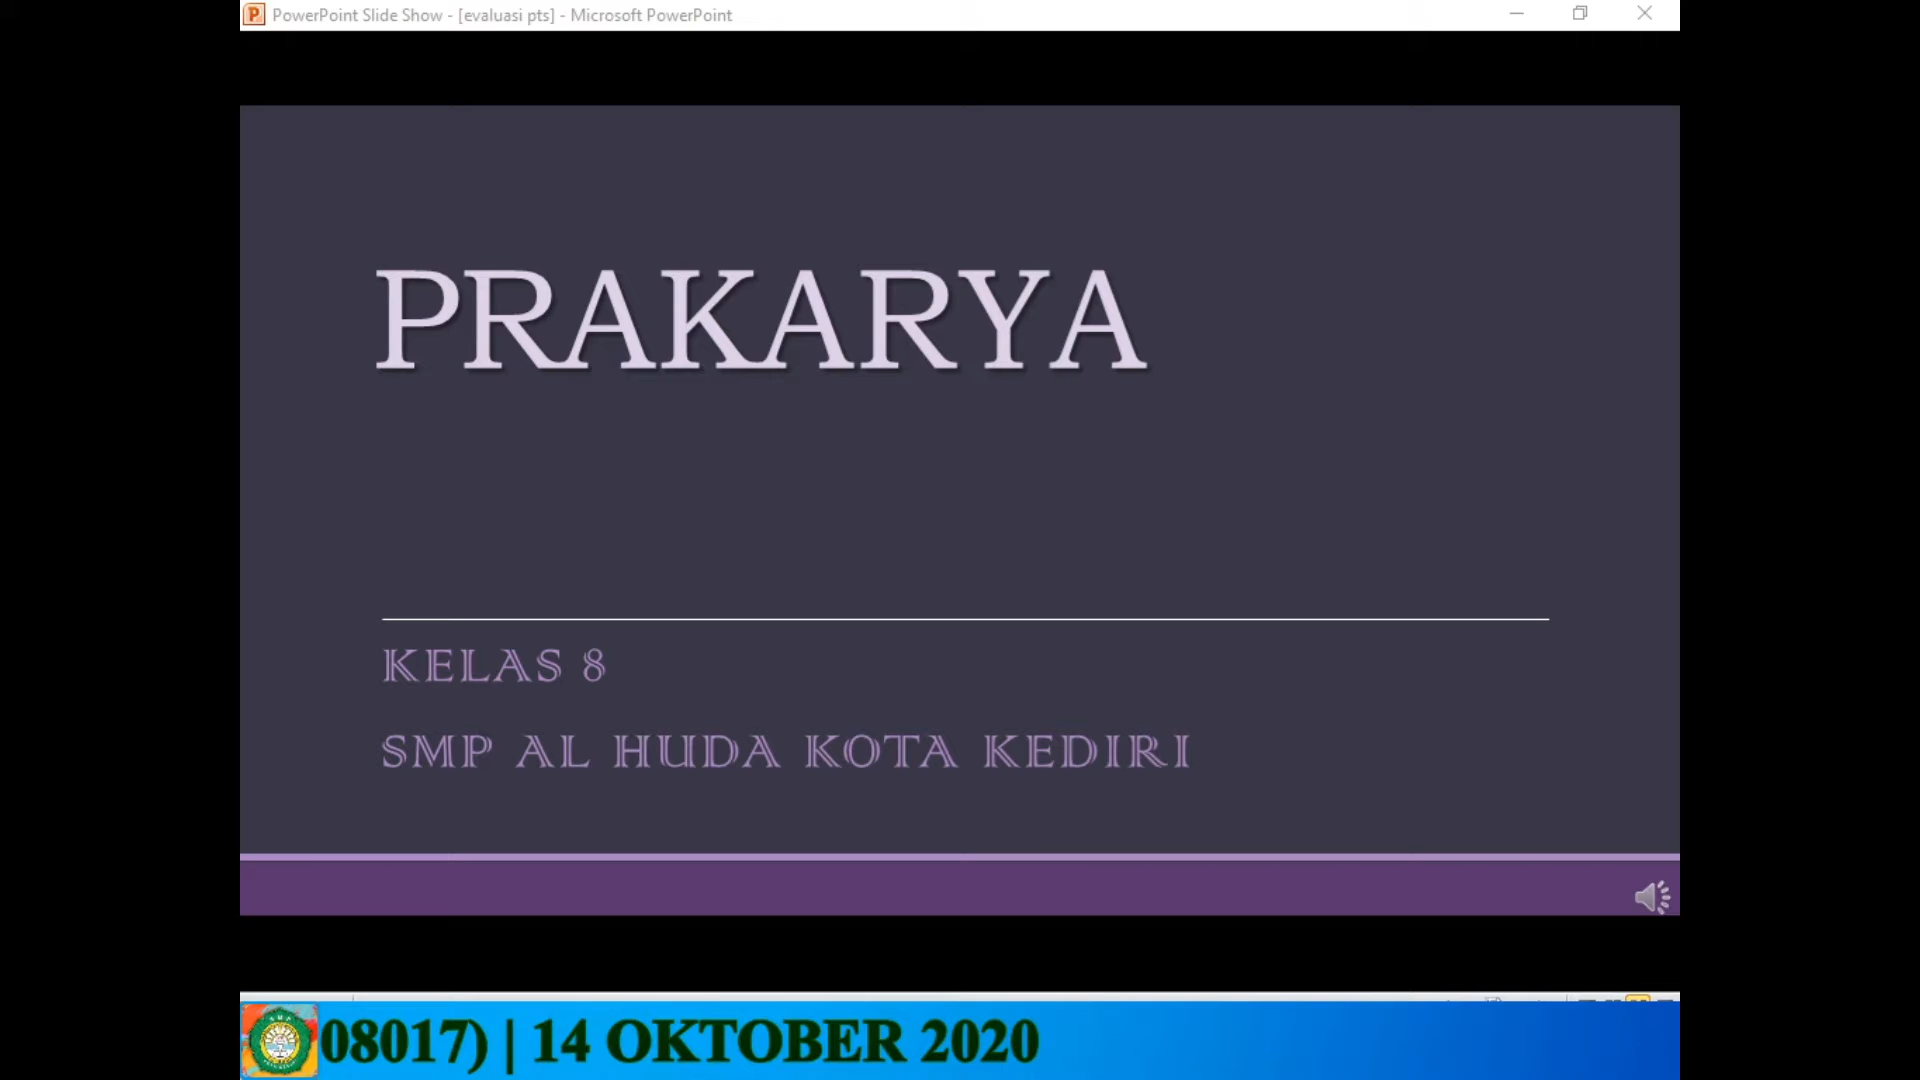 PowerPoint Slide Show - [evaluasi pts] - Microsoft PowerPoint
PRAKARYA
KELAS 8
SMP AL HUDA KOTA KEDIRI
08017) | 14 OKTOBER 2020